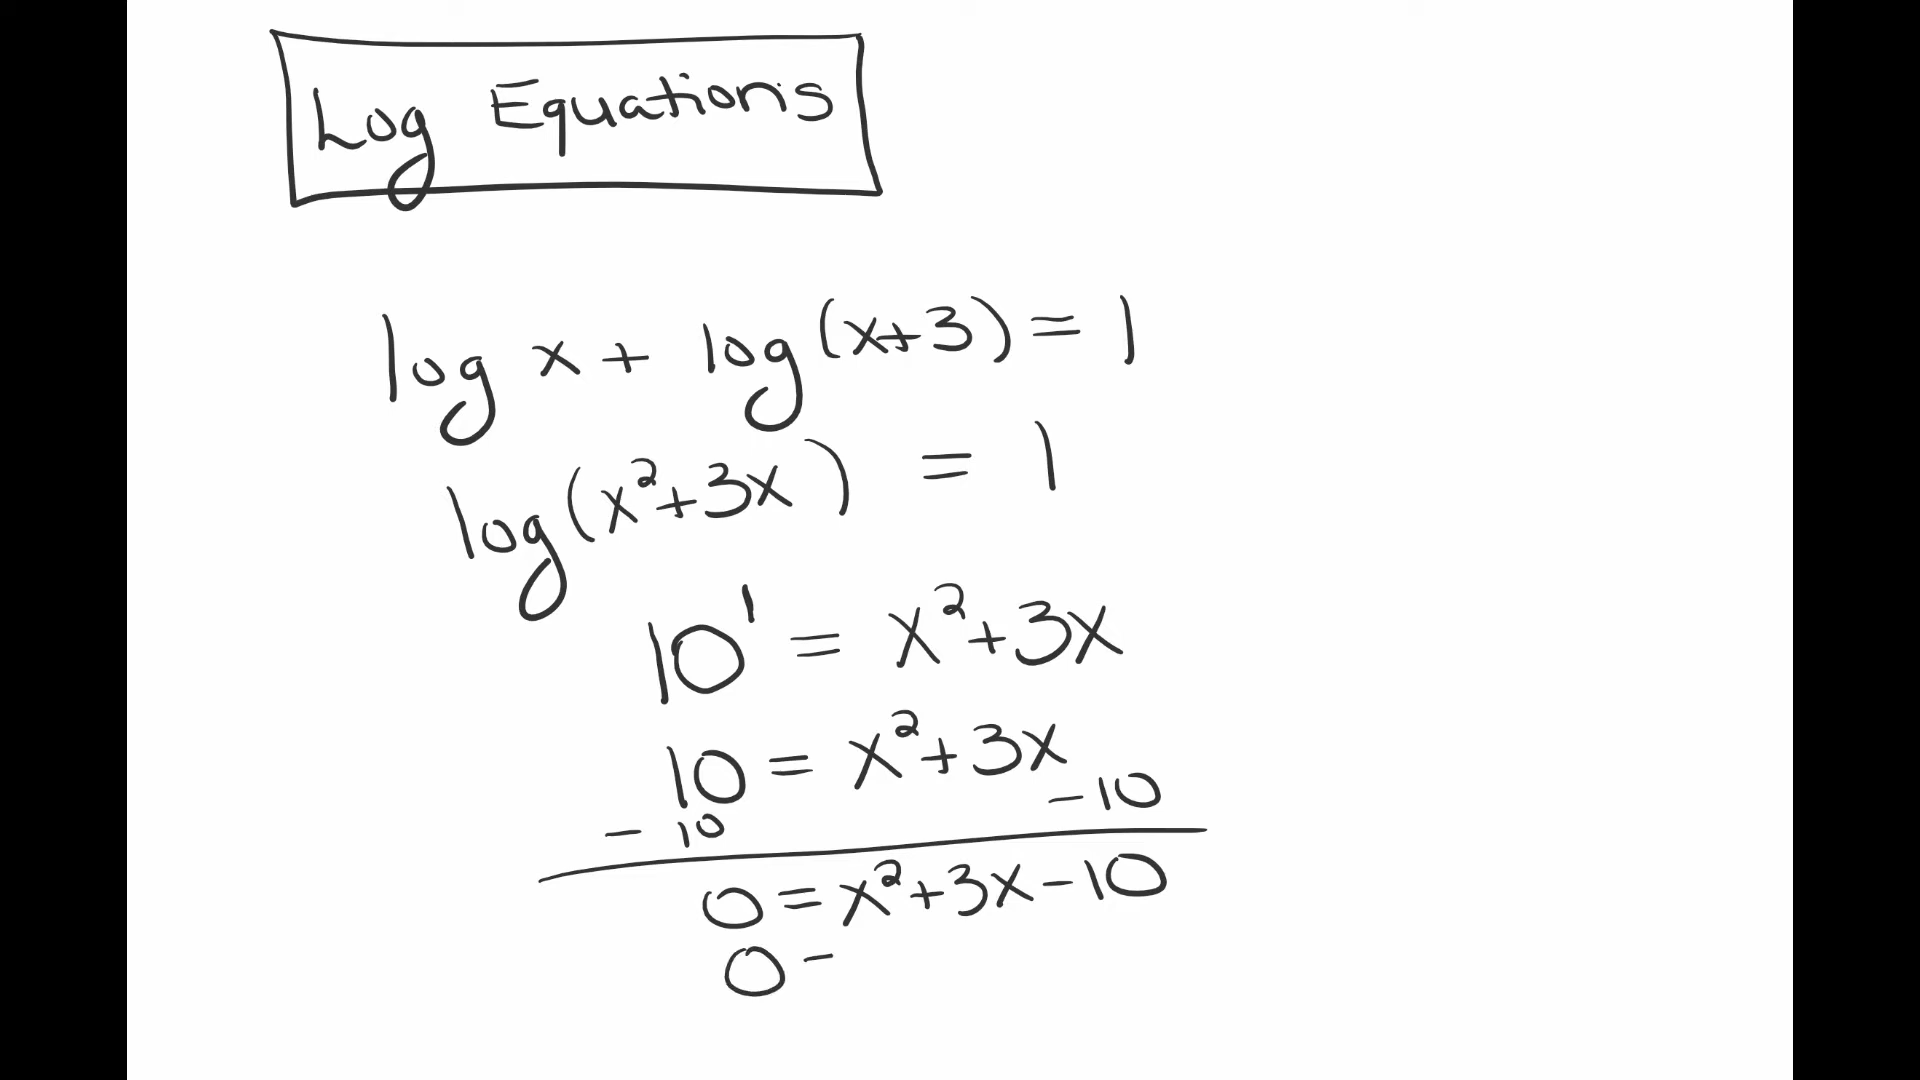 Log Equations
log x + log(x+3) = 1
log(x²+3x) = 1
10¹ = x²+3x
10 = x²+3x
- 10 -10
0 = x²+3x-10
0 -